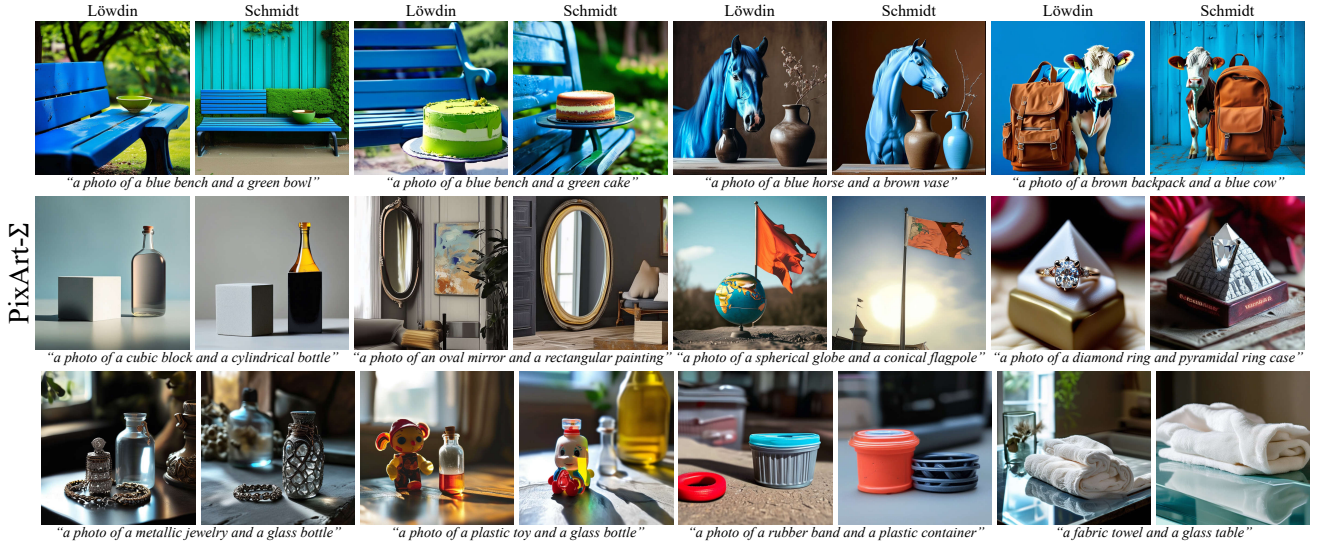 Löwdin Schmidt Löwdin Schmidt Löwdin Schmidt Löwdin Schmidt
“a photo of a blue bench and a green bowl” “a photo of a blue bench and a green cake” “a photo of a blue horse and a brown vase” “a photo of a brown backpack and a blue cow”
PixArt-Σ
“a photo of a cubic block and a cylindrical bottle” “a photo of an oval mirror and a rectangular painting” “a photo of a spherical globe and a conical flagpole” “a photo of a diamond ring and pyramidal ring case”
“a photo of a metallic jewelry and a glass bottle” “a photo of a plastic toy and a glass bottle” “a photo of a rubber band and a plastic container” “a fabric towel and a glass table”